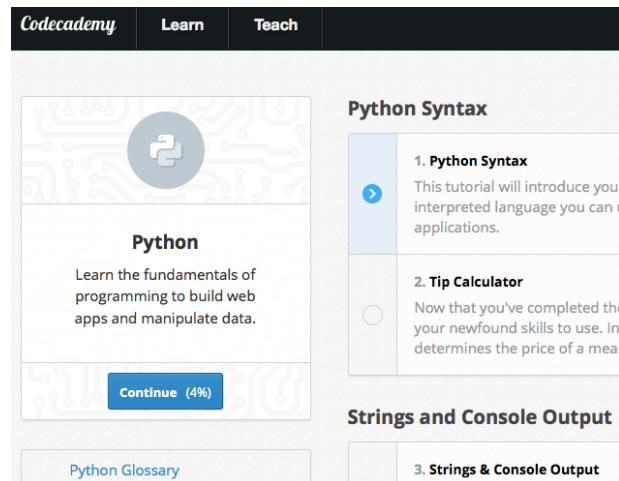 Codecademy Learn Teach
Python
Learn the fundamentals of
programming to build web
apps and manipulate data.
Continue (4%)
Python Glossary
Python Syntax
1. Python Syntax
This tutorial will introduce you
interpreted language you can
applications.
2. Tip Calculator
Now that you've completed the
your newfound skills to use. In
determines the price of a mea
Strings and Console Output
3. Strings & Console Output